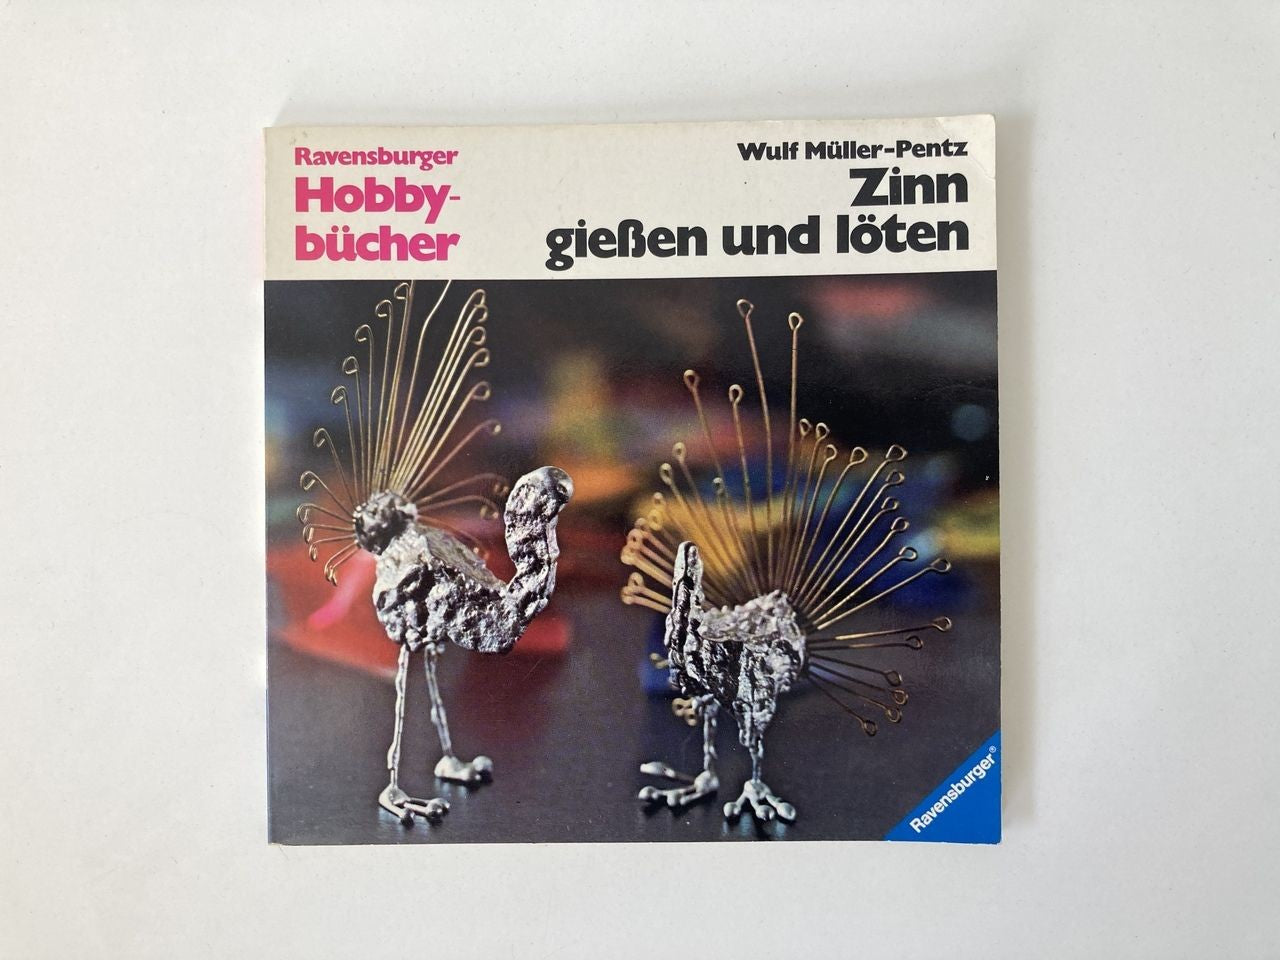 Ravensburger
Hobby-
bücher
Wulf Müller-Pentz
Zinn
gießen und löten
Ravensburger®